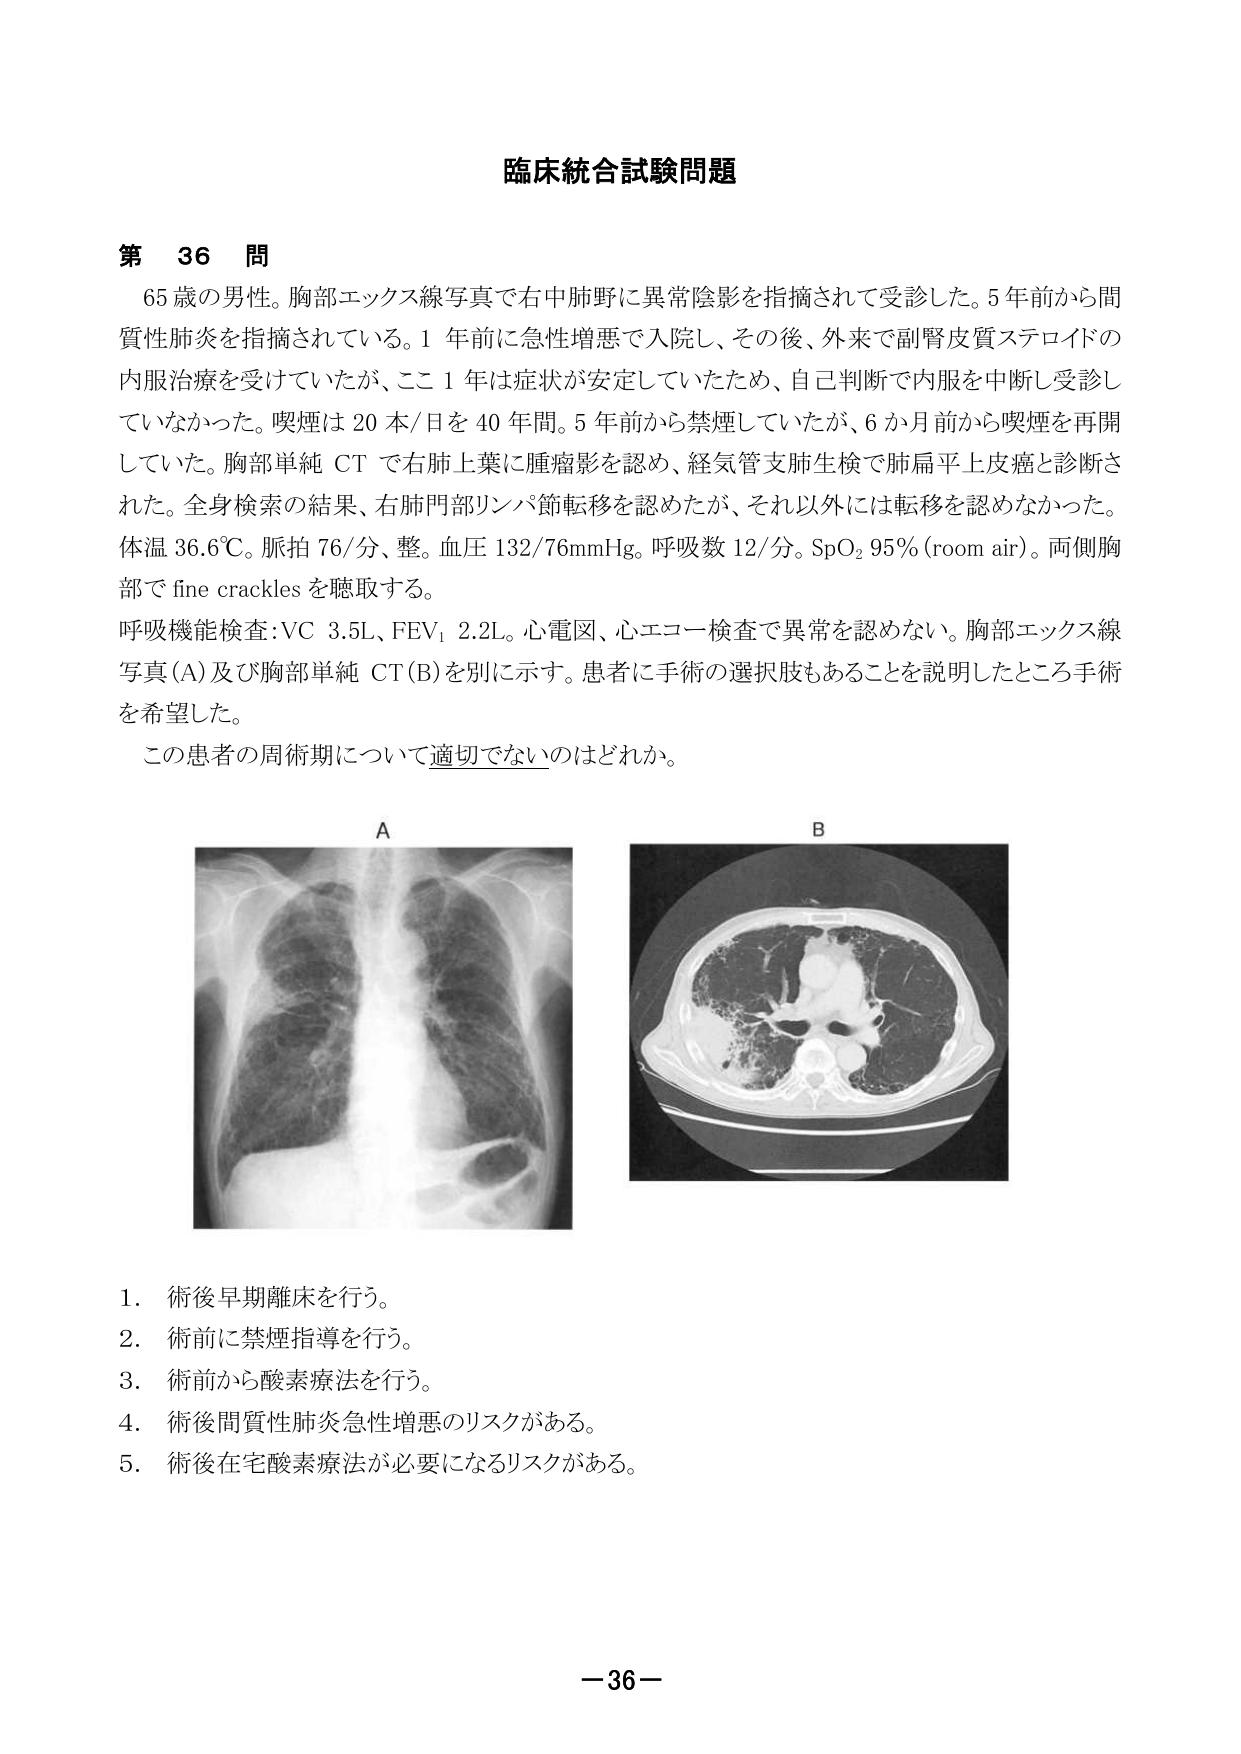 臨床統合試験問題
第 36 問
65歳の男性。胸部エックス線写真で右中肺野に異常陰影を指摘されて受診した。5年前から間
質性肺炎を指摘されている。1 年前に急性増悪で入院し、その後、外来で副腎皮質ステロイドの
内服治療を受けていたが、ここ 1 年は症状が安定していたため、自己判断で内服を中断し受診し
ていなかった。喫煙は 20 本/日を 40 年間。5 年前から禁煙していたが、6 か月前から喫煙を再開
していた。胸部単純 CT で右肺上葉に腫瘤影を認め、経気管支肺生検で肺扁平上皮癌と診断さ
れた。全身検索の結果、右肺門部リンパ節転移を認めたが、それ以外には転移を認めなかった。
体温 36.6℃。脈拍 76/分、整。血圧 132/76mmHg。呼吸数 12/分。SpO₂ 95%(room air)。両側胸
部で fine crackles を聴取する。
呼吸機能検査:VC 3.5L、FEV₁ 2.2L。心電図、心エコー検査で異常を認めない。胸部エックス線
写真(A)及び胸部単純 CT(B)を別に示す。患者に手術の選択肢もあることを説明したところ手術
を希望した。
この患者の周術期について適切でないのはどれか。
A
B
1. 術後早期離床を行う。
2. 術前に禁煙指導を行う。
3. 術前から酸素療法を行う。
4. 術後間質性肺炎急性増悪のリスクがある。
5. 術後在宅酸素療法が必要になるリスクがある。
－36－